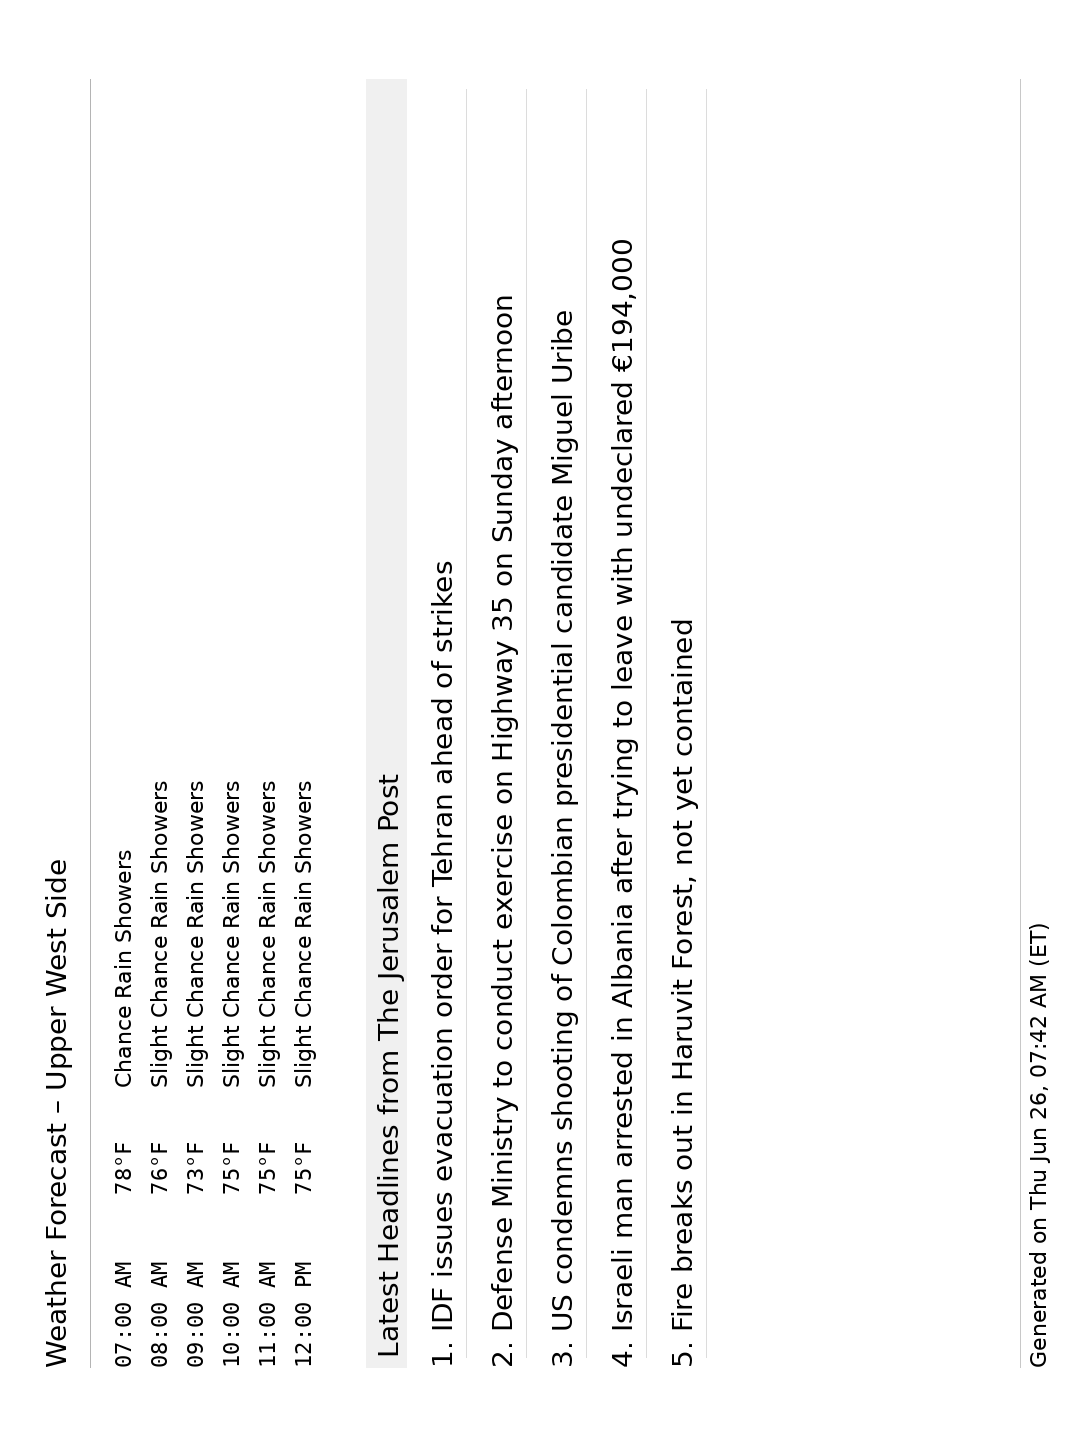 Weather Forecast – Upper West Side
07:00 AM 78°F Chance Rain Showers
08:00 AM 76°F Slight Chance Rain Showers
09:00 AM 73°F Slight Chance Rain Showers
10:00 AM 75°F Slight Chance Rain Showers
11:00 AM 75°F Slight Chance Rain Showers
12:00 PM 75°F Slight Chance Rain Showers
Latest Headlines from The Jerusalem Post
1. IDF issues evacuation order for Tehran ahead of strikes
2. Defense Ministry to conduct exercise on Highway 35 on Sunday afternoon
3. US condemns shooting of Colombian presidential candidate Miguel Uribe
4. Israeli man arrested in Albania after trying to leave with undeclared €194,000
5. Fire breaks out in Haruvit Forest, not yet contained
Generated on Thu Jun 26, 07:42 AM (ET)